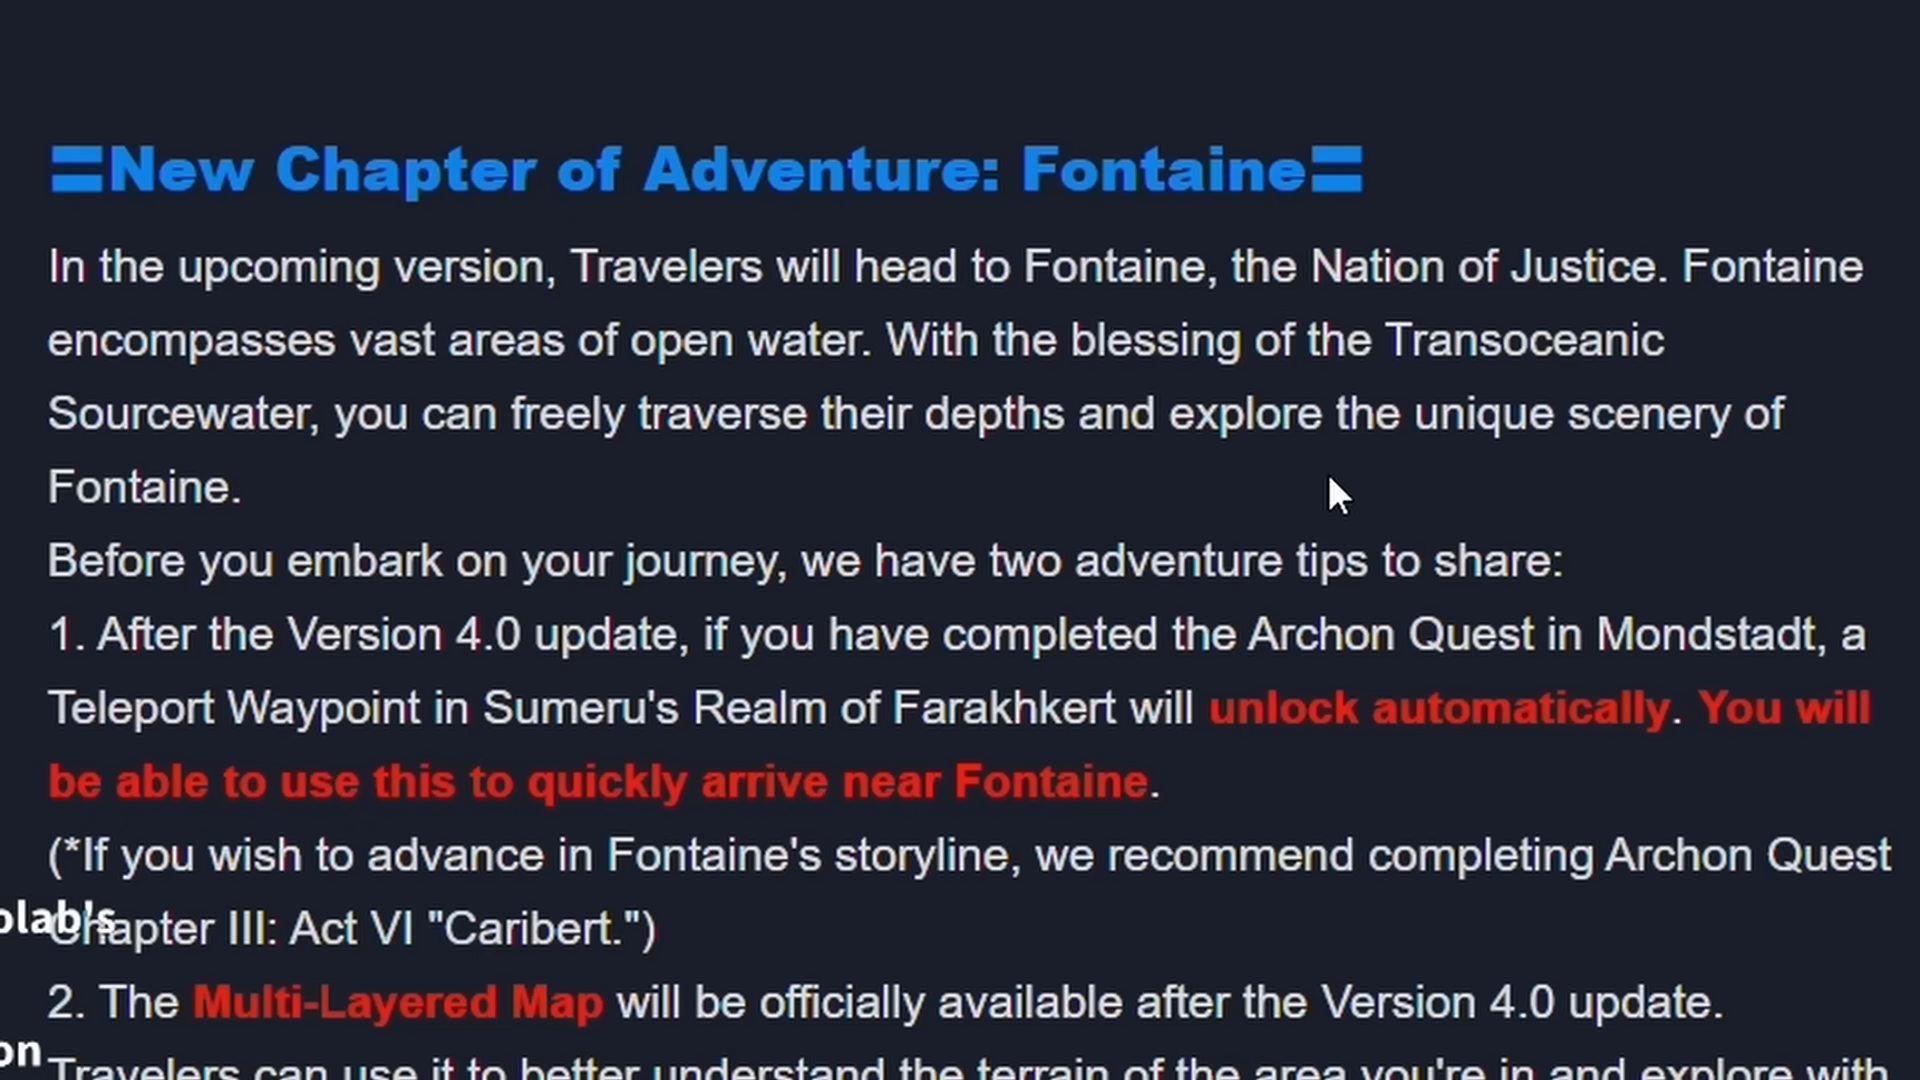 〓New Chapter of Adventure: Fontaine〓
In the upcoming version, Travelers will head to Fontaine, the Nation of Justice. Fontaine
encompasses vast areas of open water. With the blessing of the Transoceanic
Sourcewater, you can freely traverse their depths and explore the unique scenery of
Fontaine.
Before you embark on your journey, we have two adventure tips to share:
1. After the Version 4.0 update, if you have completed the Archon Quest in Mondstadt, a
Teleport Waypoint in Sumeru's Realm of Farakhkert will unlock automatically. You will
be able to use this to quickly arrive near Fontaine.
(*If you wish to advance in Fontaine's storyline, we recommend completing Archon Quest
olab's
Chapter III: Act VI "Caribert.")
2. The Multi-Layered Map will be officially available after the Version 4.0 update.
on
Travelers can use it to better understand the terrain of the area you're in and explore with